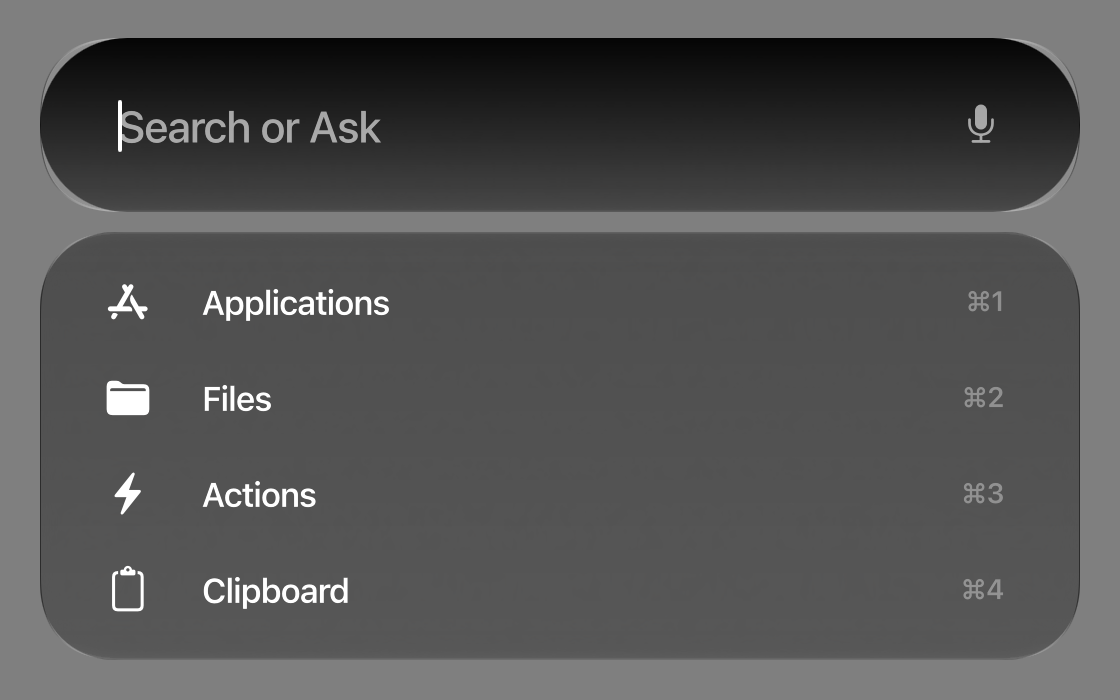 Search or Ask
Applications ⌘1
Files ⌘2
Actions ⌘3
Clipboard ⌘4